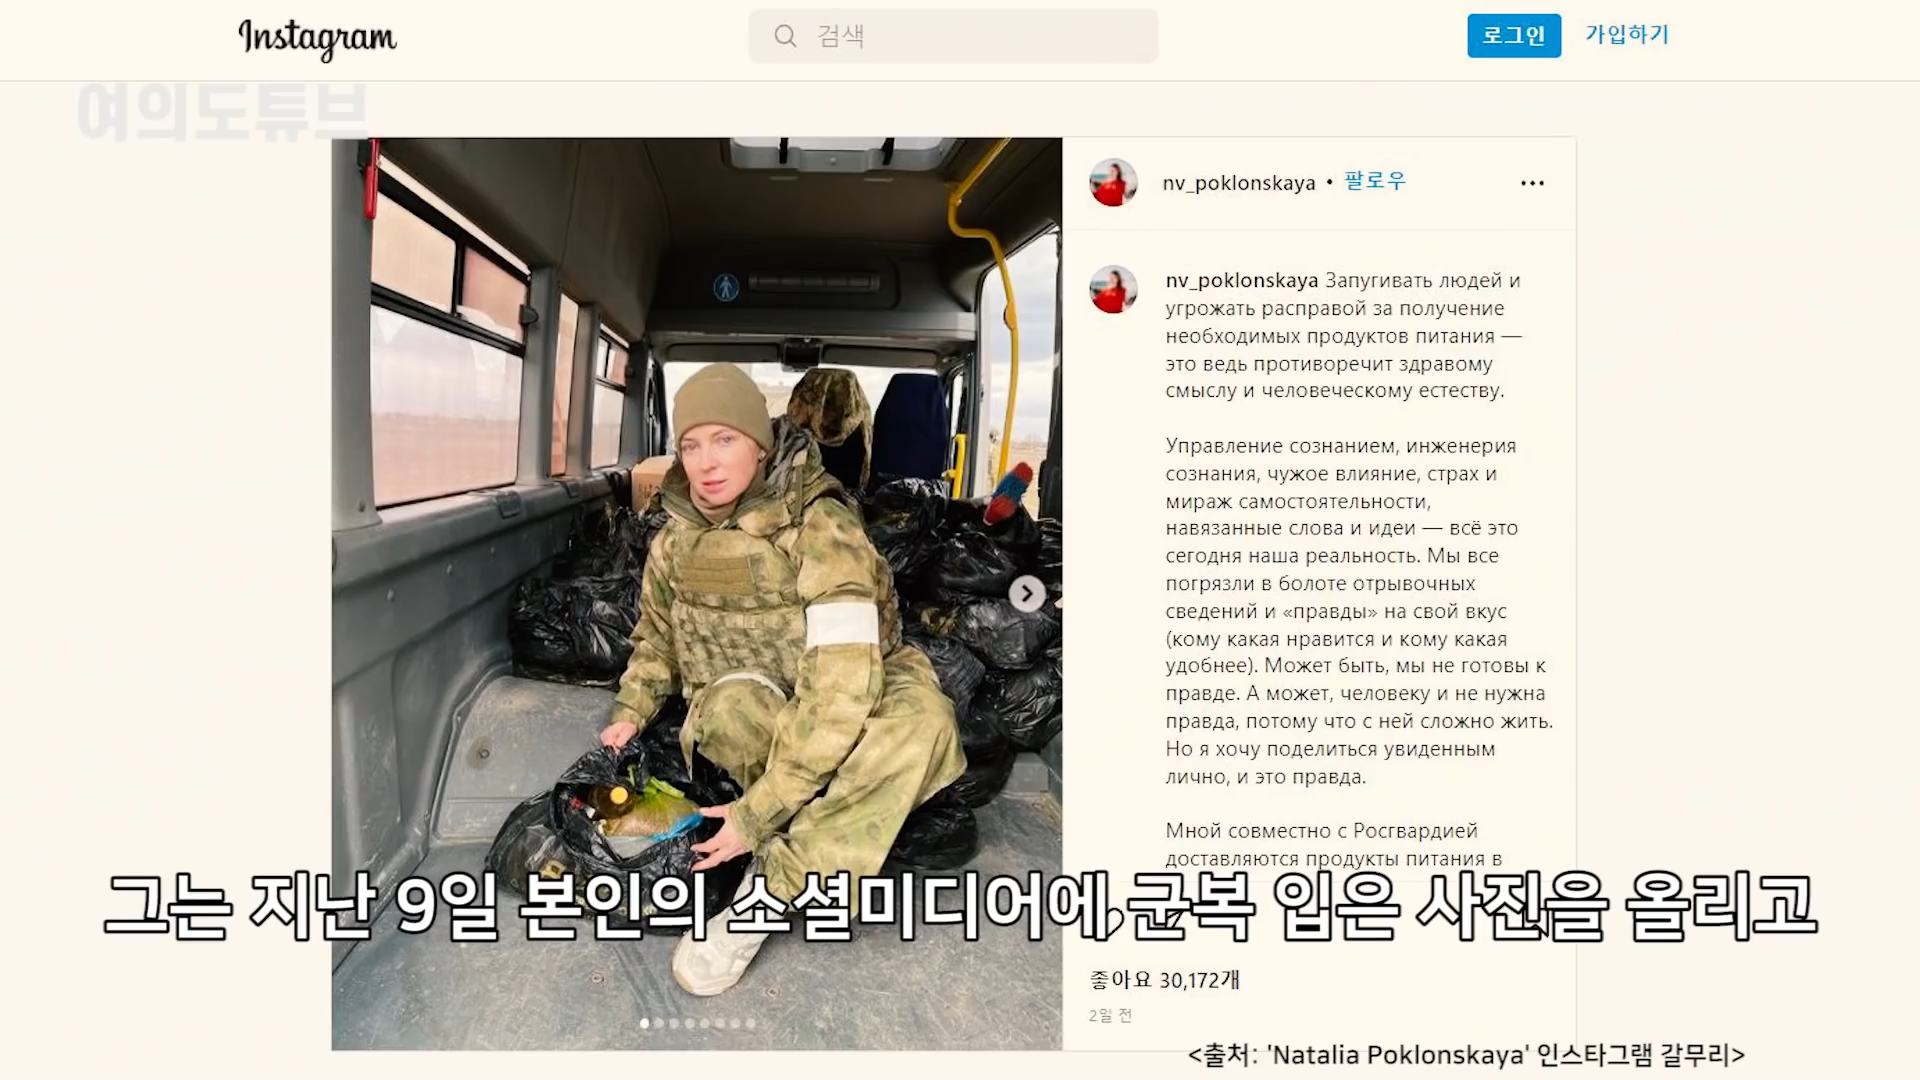 Instagram
검색
로그인
가입하기
여의도튜브
nv_poklonskaya • 팔로우
nv_poklonskaya Запугивать людей и
угрожать расправой за получение
необходимых продуктов питания —
это ведь противоречит здравому
смыслу и человеческому естеству.
Управление сознанием, инженерия
сознания, чужое влияние, страх и
мираж самостоятельности,
навязанные слова и идеи — всё это
сегодня наша реальность. Мы все
погрязли в болоте отрывочных
сведений и «правды» на свой вкус
(кому какая нравится и кому какая
удобнее). Может быть, мы не готовы к
правде. А может, человеку и не нужна
правда, потому что с ней сложно жить.
Но я хочу поделиться увиденным
лично, и это правда.
Мной совместно с Росгвардией
доставляются продукты питания в
그는 지난 9일 본인의 소셜미디어에 군복 입은 사진을 올리고
좋아요 30,172개
2일 전
<출처: 'Natalia Poklonskaya' 인스타그램 갈무리>